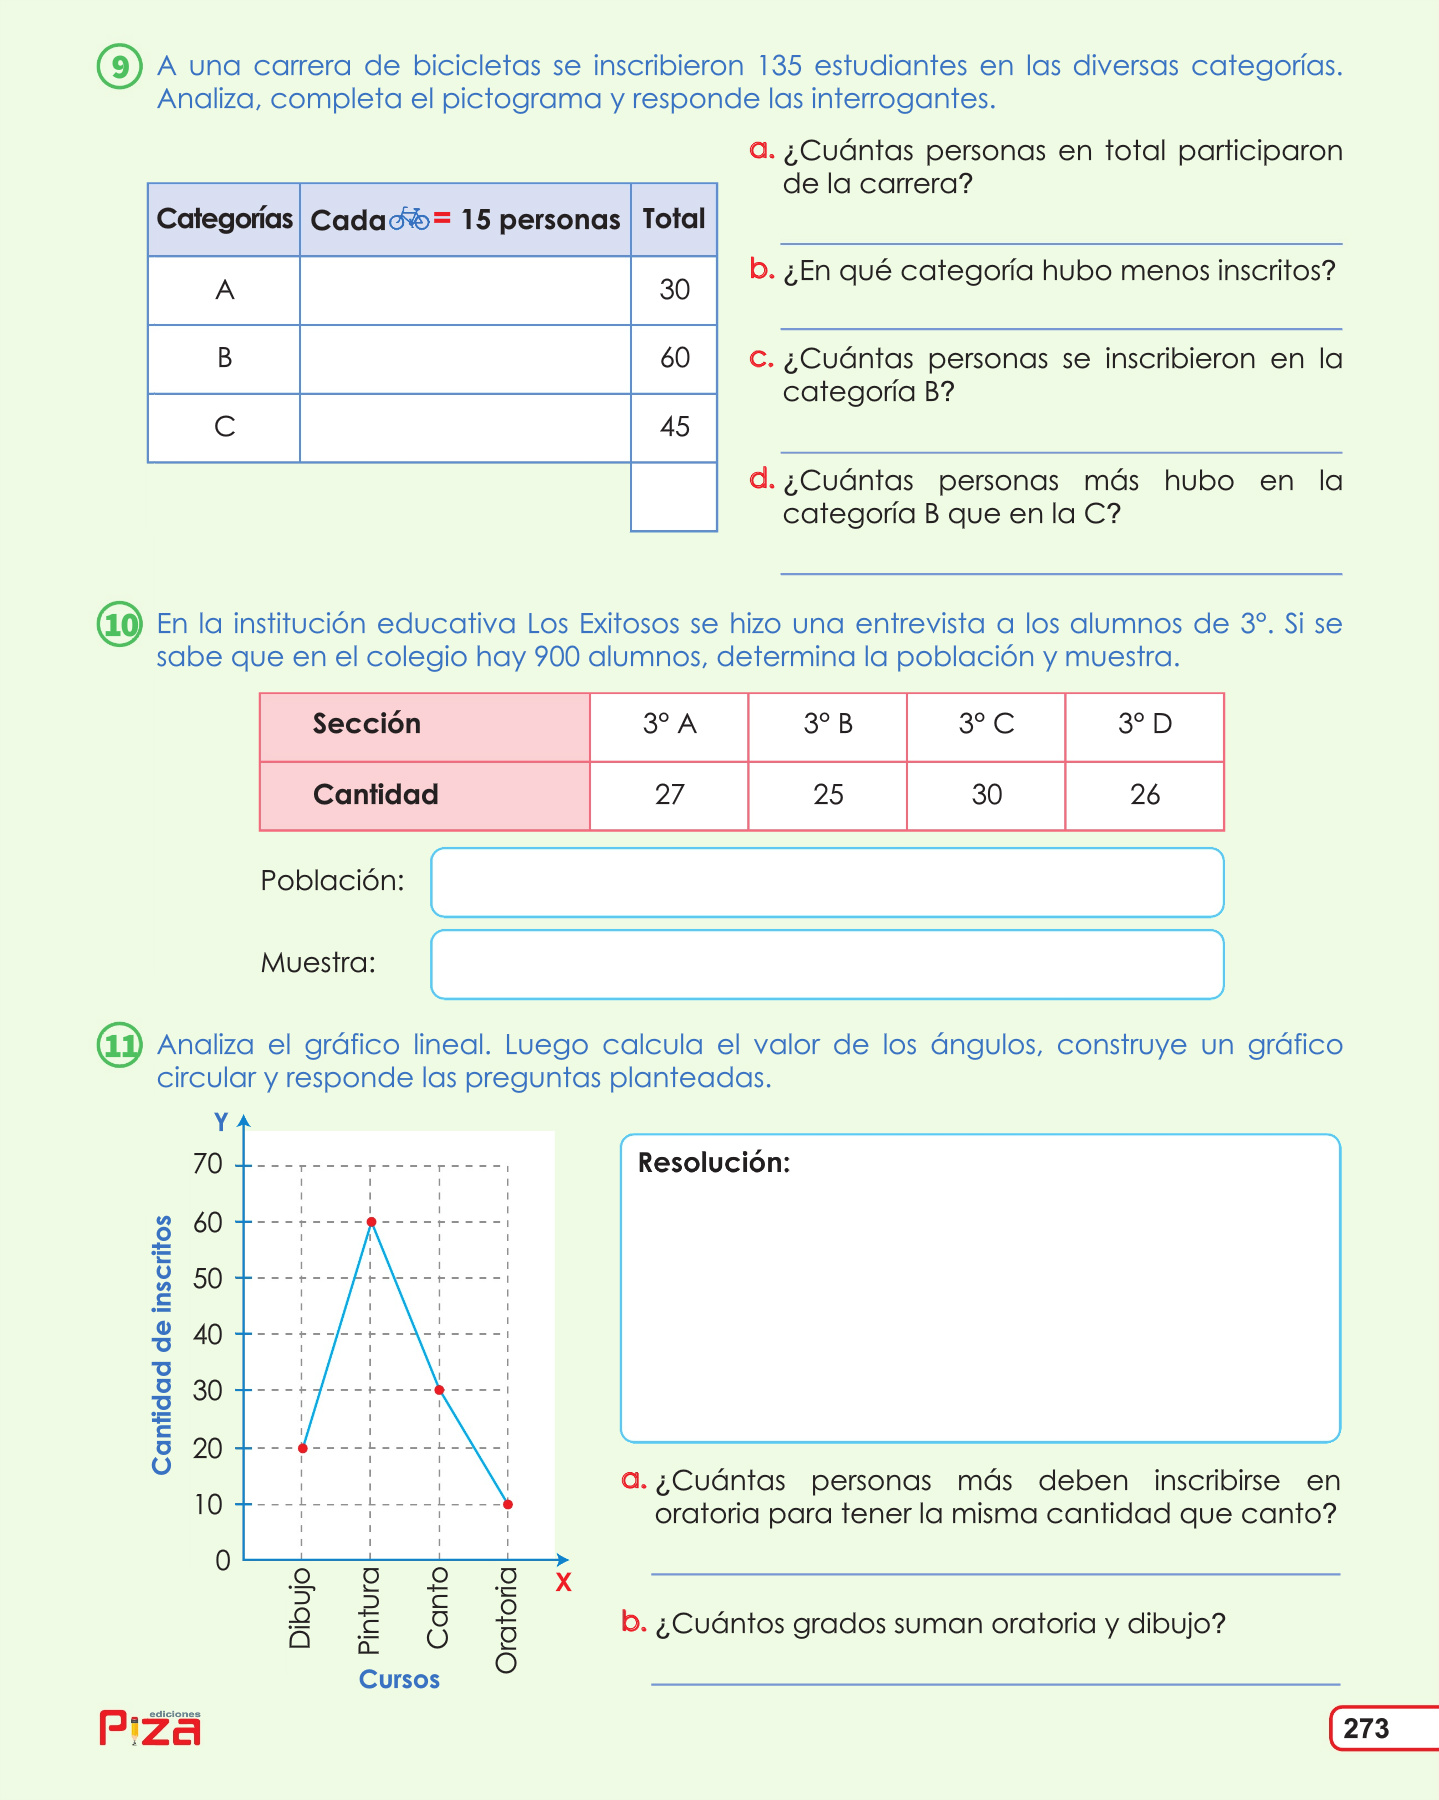 9 A una carrera de bicicletas se inscribieron 135 estudiantes en las diversas categorías.
Analiza, completa el pictograma y responde las interrogantes.
Categorías Cada = 15 personas Total
A 30
B 60
C 45
a. ¿Cuántas personas en total participaron
de la carrera?
b. ¿En qué categoría hubo menos inscritos?
c. ¿Cuántas personas se inscribieron en la
categoría B?
d. ¿Cuántas personas más hubo en la
categoría B que en la C?
10 En la institución educativa Los Exitosos se hizo una entrevista a los alumnos de 3°. Si se
sabe que en el colegio hay 900 alumnos, determina la población y muestra.
Sección 3° A 3° B 3° C 3° D
Cantidad 27 25 30 26
Población:
Muestra:
11 Analiza el gráfico lineal. Luego calcula el valor de los ángulos, construye un gráfico
circular y responde las preguntas planteadas.
Y
70
60
50
40
30
20
10
0
Cantidad de inscritos
Dibujo
Pintura
Canto
Oratoria
X
Cursos
Resolución:
a. ¿Cuántas personas más deben inscribirse en
oratoria para tener la misma cantidad que canto?
b. ¿Cuántos grados suman oratoria y dibujo?
ediciones
Piza
273